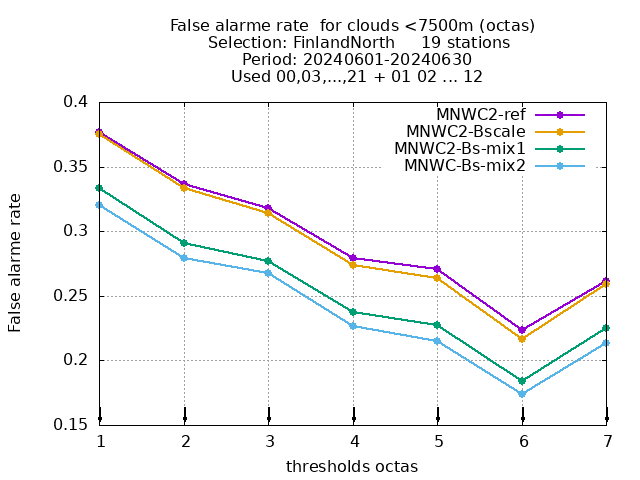 False alarme rate  for clouds <7500m (octas)
Selection: FinlandNorth     19 stations
Period: 20240601-20240630
Used 00,03,...,21 + 01 02 ... 12
MNWC2-ref
MNWC2-Bscale
MNWC2-Bs-mix1
MNWC-Bs-mix2
False alarme rate
0.4
0.35
0.3
0.25
0.2
0.15
1 2 3 4 5 6 7
thresholds octas